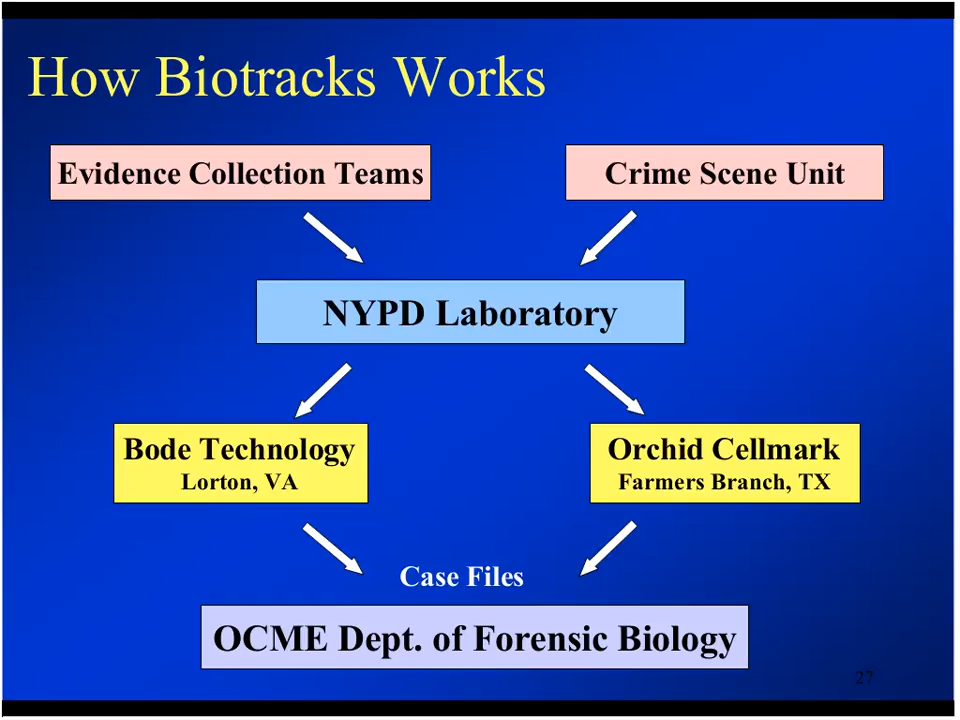 How Biotracks Works
Evidence Collection Teams
Crime Scene Unit
NYPD Laboratory
Bode Technology
Lorton, VA
Orchid Cellmark
Farmers Branch, TX
Case Files
OCME Dept. of Forensic Biology
27